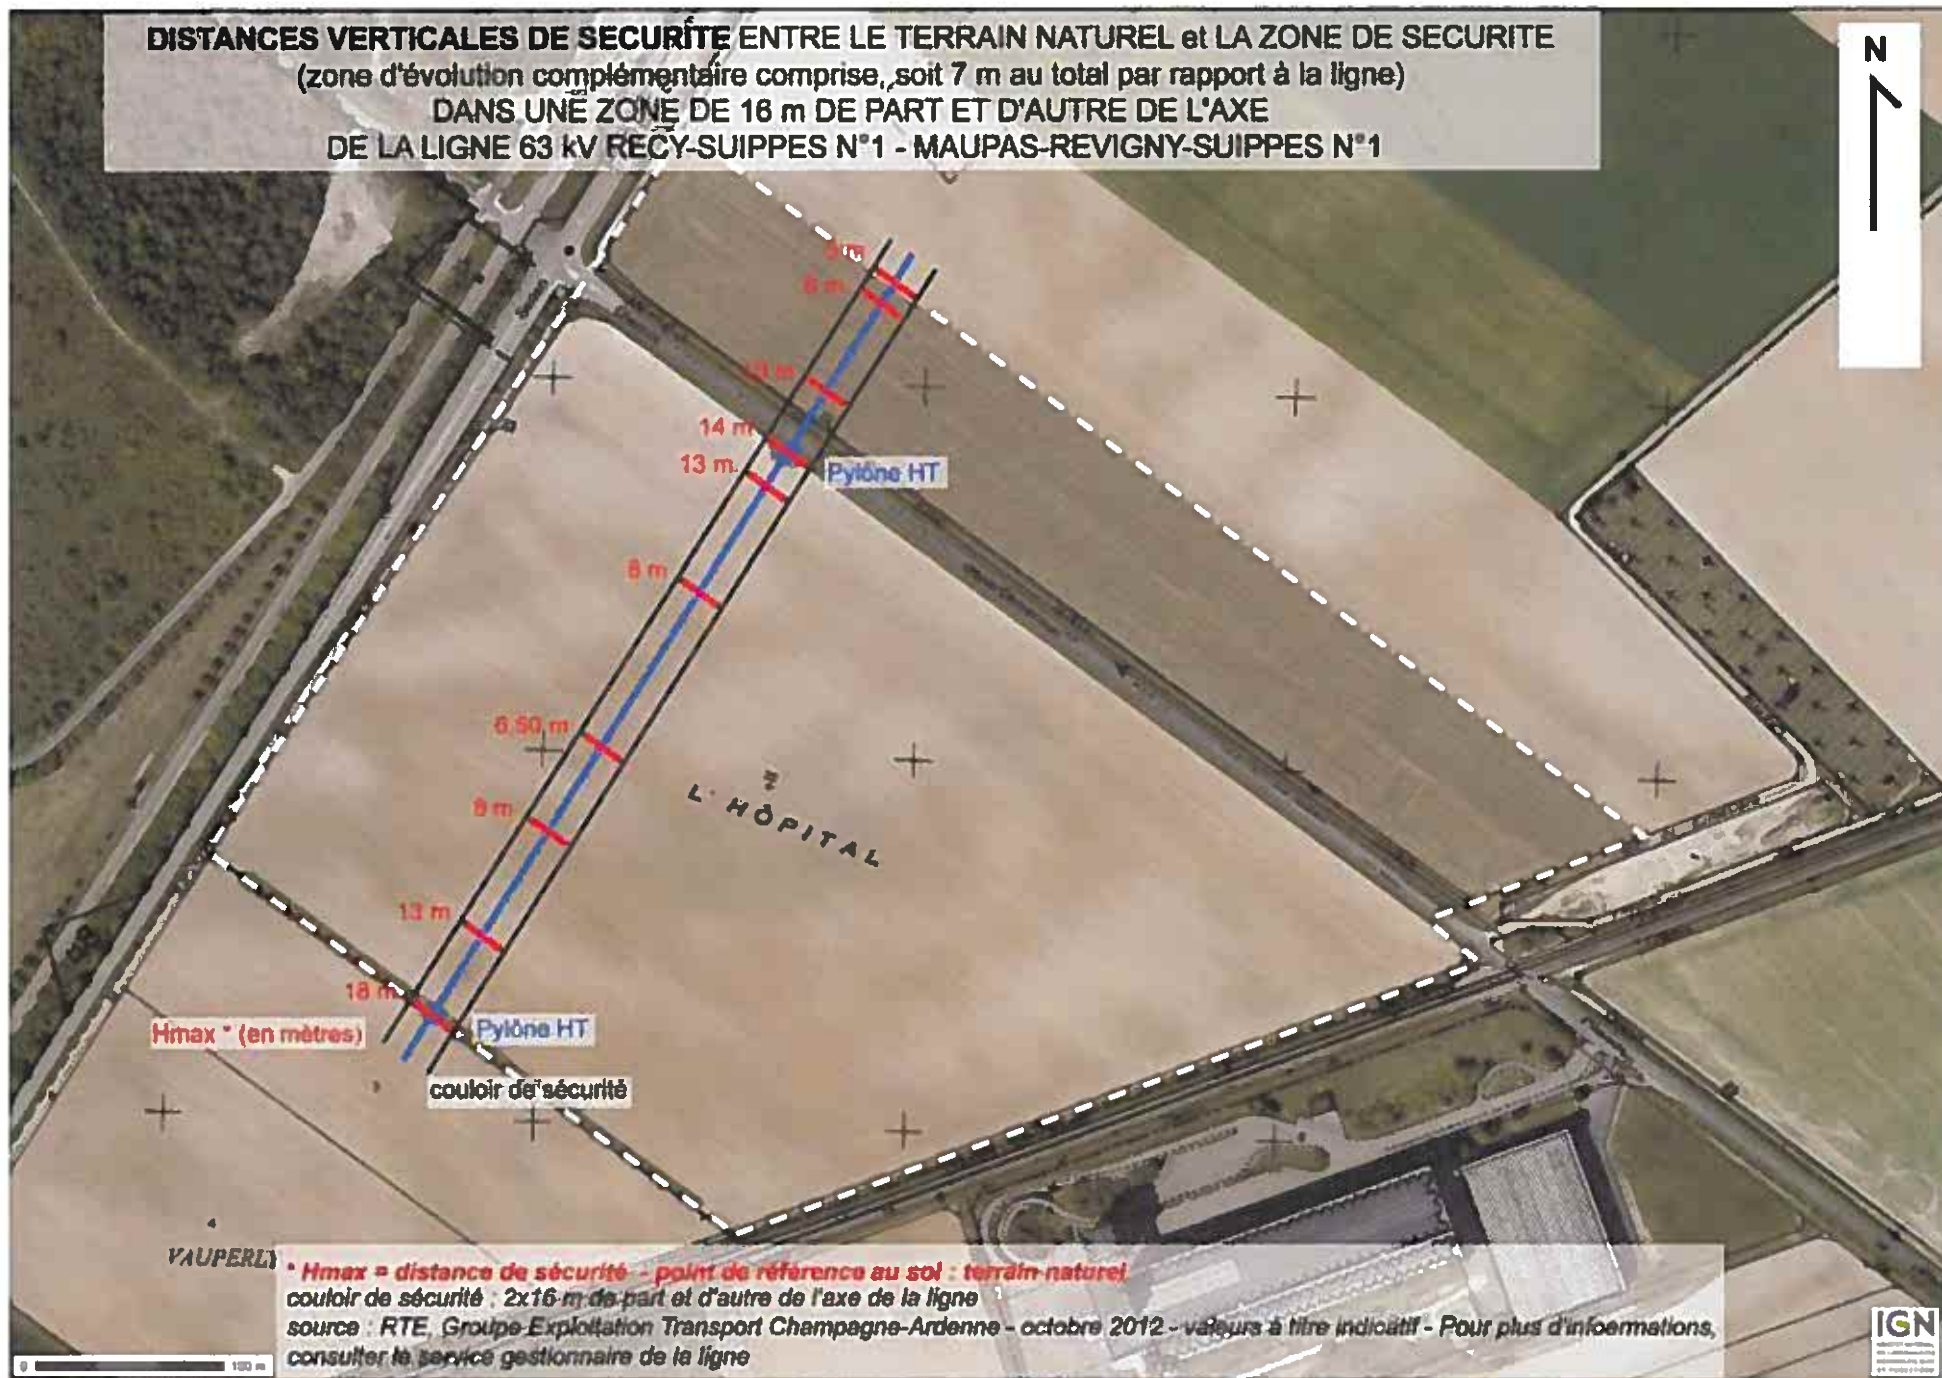 DISTANCES VERTICALES DE SECURITE ENTRE LE TERRAIN NATUREL et LA ZONE DE SECURITE
(zone d'évolution complémentaire comprise, soit 7 m au total par rapport à la ligne)
DANS UNE ZONE DE 16 m DE PART ET D'AUTRE DE L'AXE
DE LA LIGNE 63 kV RECY-SUIPPES N°1 - MAUPAS-REVIGNY-SUIPPES N°1
N
8 m
14 m
13 m
Pylône HT
8 m
6,50 m
L'HÔPITAL
8 m
13 m
18 m
Hmax * (en mètres)
Pylône HT
couloir de sécurité
VAUPERLY
* Hmax = distance de sécurité - point de référence au sol : terrain naturel
couloir de sécurité : 2x16 m de part et d'autre de l'axe de la ligne
source : RTE, Groupe Exploitation Transport Champagne-Ardenne - octobre 2012 - valeurs à titre indicatif - Pour plus d'infoermations,
consulter le service gestionnaire de la ligne
0 100 m
IGN